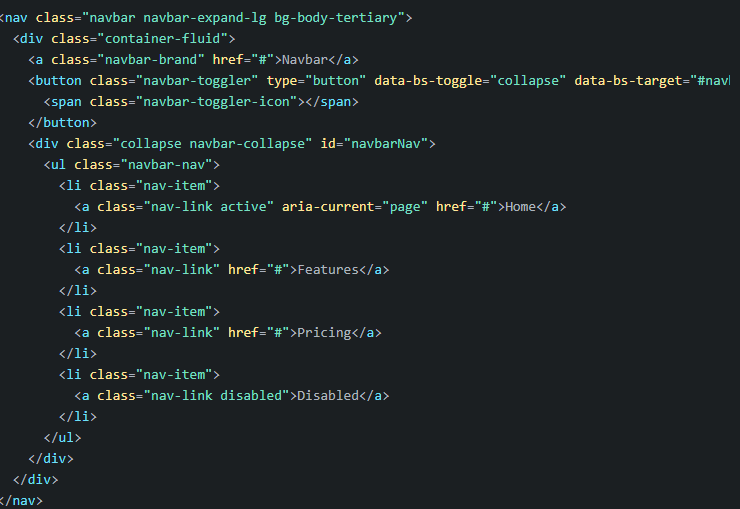 <nav class="navbar navbar-expand-lg bg-body-tertiary">
  <div class="container-fluid">
    <a class="navbar-brand" href="#">Navbar</a>
    <button class="navbar-toggler" type="button" data-bs-toggle="collapse" data-bs-target="#navl
      <span class="navbar-toggler-icon"></span>
    </button>
    <div class="collapse navbar-collapse" id="navbarNav">
      <ul class="navbar-nav">
        <li class="nav-item">
          <a class="nav-link active" aria-current="page" href="#">Home</a>
        </li>
        <li class="nav-item">
          <a class="nav-link" href="#">Features</a>
        </li>
        <li class="nav-item">
          <a class="nav-link" href="#">Pricing</a>
        </li>
        <li class="nav-item">
          <a class="nav-link disabled">Disabled</a>
        </li>
      </ul>
    </div>
  </div>
</nav>